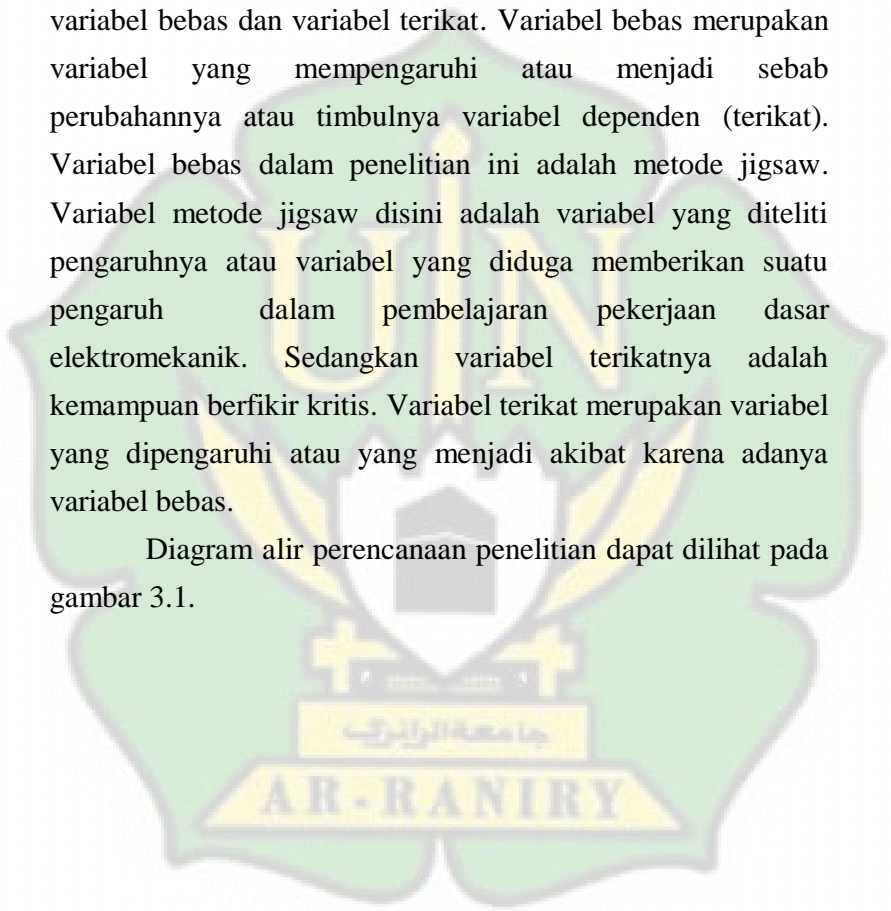 variabel bebas dan variabel terikat. Variabel bebas merupakan
variabel yang mempengaruhi atau menjadi sebab
perubahannya atau timbulnya variabel dependen (terikat).
Variabel bebas dalam penelitian ini adalah metode jigsaw.
Variabel metode jigsaw disini adalah variabel yang diteliti
pengaruhnya atau variabel yang diduga memberikan suatu
pengaruh dalam pembelajaran pekerjaan dasar
elektromekanik. Sedangkan variabel terikatnya adalah
kemampuan berfikir kritis. Variabel terikat merupakan variabel
yang dipengaruhi atau yang menjadi akibat karena adanya
variabel bebas.
Diagram alir perencanaan penelitian dapat dilihat pada
gambar 3.1.
UIN
جامعة الرانري
AR-RANIRY